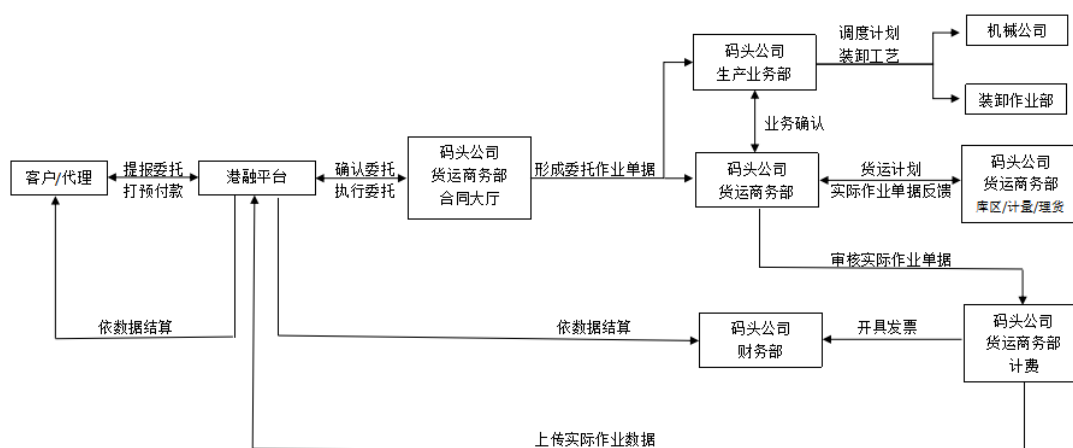 码头公司
生产业务部
调度计划
装卸工艺
机械公司
装卸作业部
业务确认
客户/代理
提报委托
打预付款
港融平台
确认委托
执行委托
码头公司
货运商务部
合同大厅
形成委托作业单据
码头公司
货运商务部
货运计划
实际作业单据反馈
码头公司
货运商务部
库区/计量/理货
审核实际作业单据
依数据结算
依数据结算
码头公司
财务部
开具发票
码头公司
货运商务部
计费
上传实际作业数据